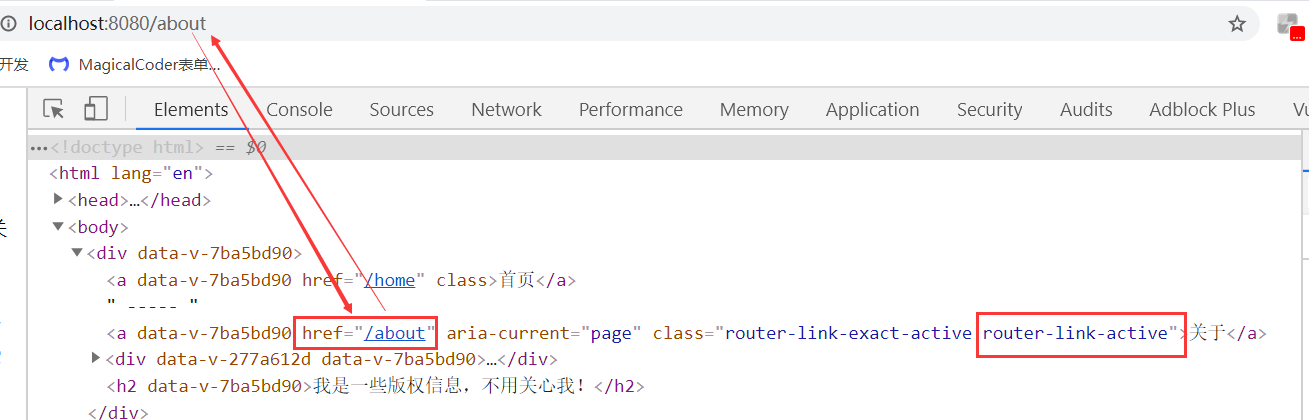 localhost:8080/about
...
开发 MagicalCoder表单...
Elements Console Sources Network Performance Memory Application Security Audits Adblock Plus Vu
...<!doctype html> == $0
<html lang="en">
<head>…</head>
<body>
<div data-v-7ba5bd90>
<a data-v-7ba5bd90 href="/home" class>首页</a>
" ----- "
<a data-v-7ba5bd90 href="/about" aria-current="page" class="router-link-exact-active router-link-active">关于</a>
<div data-v-277a612d data-v-7ba5bd90>…</div>
<h2 data-v-7ba5bd90>我是一些版权信息，不用关心我！</h2>
</div>